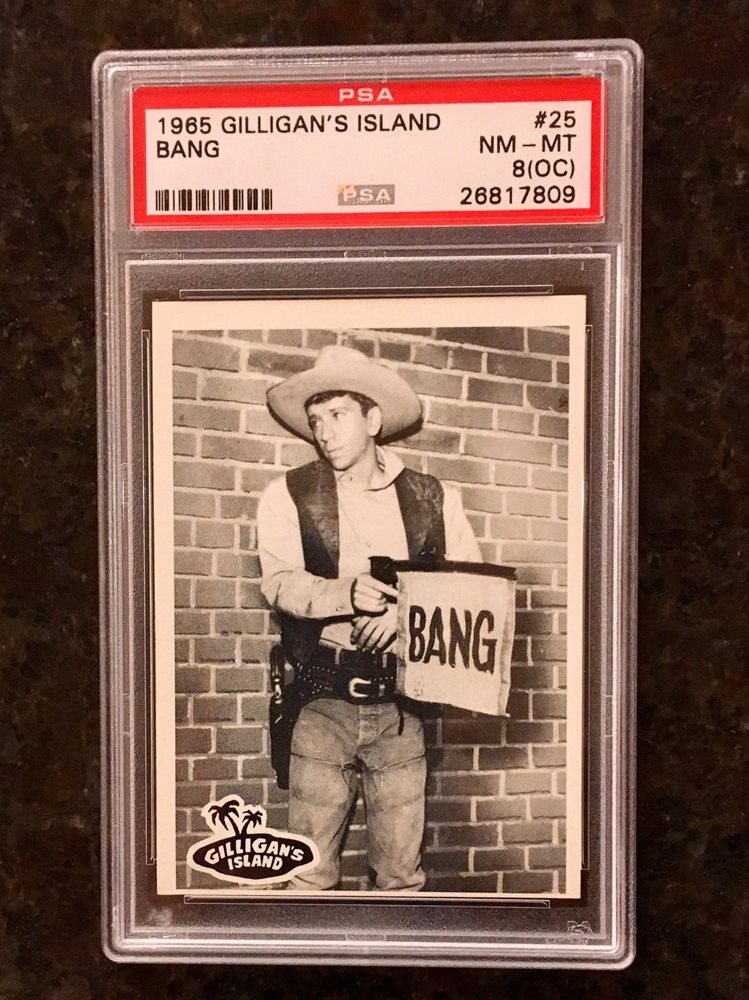 PSA
1965 GILLIGAN'S ISLAND #25
BANG NM-MT
8(OC)
PSA 26817809
BANG
GILLIGAN'S
ISLAND